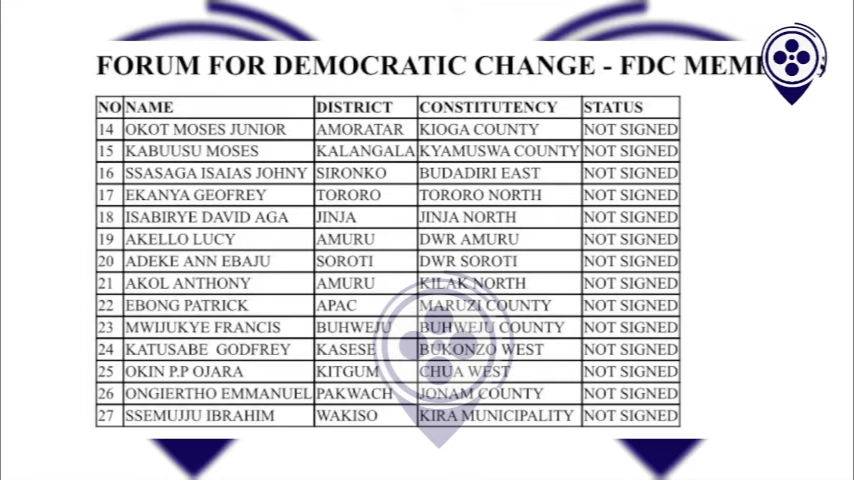 FORUM FOR DEMOCRATIC CHANGE - FDC
NO NAME DISTRICT CONSTITUTENCY STATUS
14 OKOT MOSES JUNIOR AMORATAR KIOGA COUNTY NOT SIGNED
15 KABUUSU MOSES KALANGALA KYAMUSWA COUNTY NOT SIGNED
16 SSASAGA ISAIAS JOHNY SIRONKO BUDADIRI EAST NOT SIGNED
17 EKANYA GEOFREY TORORO TORORO NORTH NOT SIGNED
18 ISABIRYE DAVID AGA JINJA JINJA NORTH NOT SIGNED
19 AKELLO LUCY AMURU DWR AMURU NOT SIGNED
20 ADEKE ANN EBAJU SOROTI DWR SOROTI NOT SIGNED
21 AKOL ANTHONY AMURU KILAK NORTH NOT SIGNED
22 EBONG PATRICK APAC MARUZI COUNTY NOT SIGNED
23 MWIJUKYE FRANCIS BUHWEJU BUHWEJU COUNTY NOT SIGNED
24 KATUSABE GODFREY KASESE BUKONZO WEST NOT SIGNED
25 OKIN P.P OJARA KITGUM CHUA WEST NOT SIGNED
26 ONGIERTHO EMMANUEL PAKWACH JONAM COUNTY NOT SIGNED
27 SSEMUJJU IBRAHIM WAKISO KIRA MUNICIPALITY NOT SIGNED